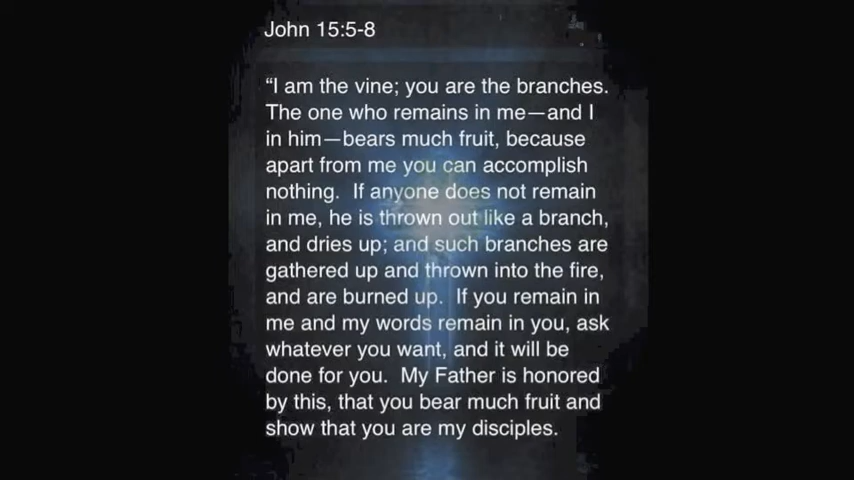 John 15:5-8
“I am the vine; you are the branches.
The one who remains in me—and I
in him—bears much fruit, because
apart from me you can accomplish
nothing.  If anyone does not remain
in me, he is thrown out like a branch,
and dries up; and such branches are
gathered up and thrown into the fire,
and are burned up.  If you remain in
me and my words remain in you, ask
whatever you want, and it will be
done for you.  My Father is honored
by this, that you bear much fruit and
show that you are my disciples.